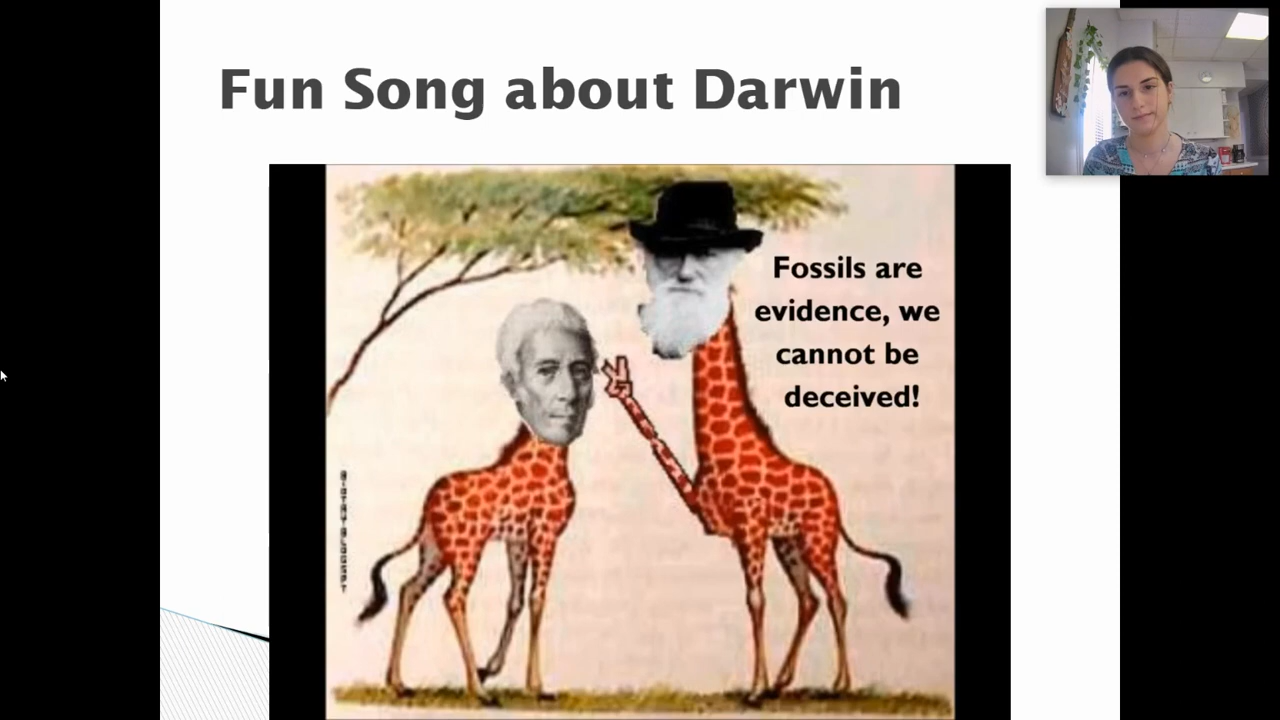 Fun Song about Darwin
Fossils are
evidence, we
cannot be
deceived!